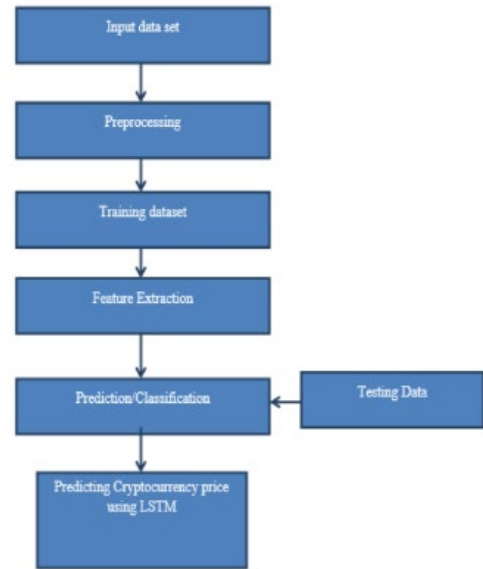 Input data set
Preprocessing
Training dataset
Feature Extraction
Prediction/Classification
Testing Data
Predicting Cryptocurrency price
using LSTM